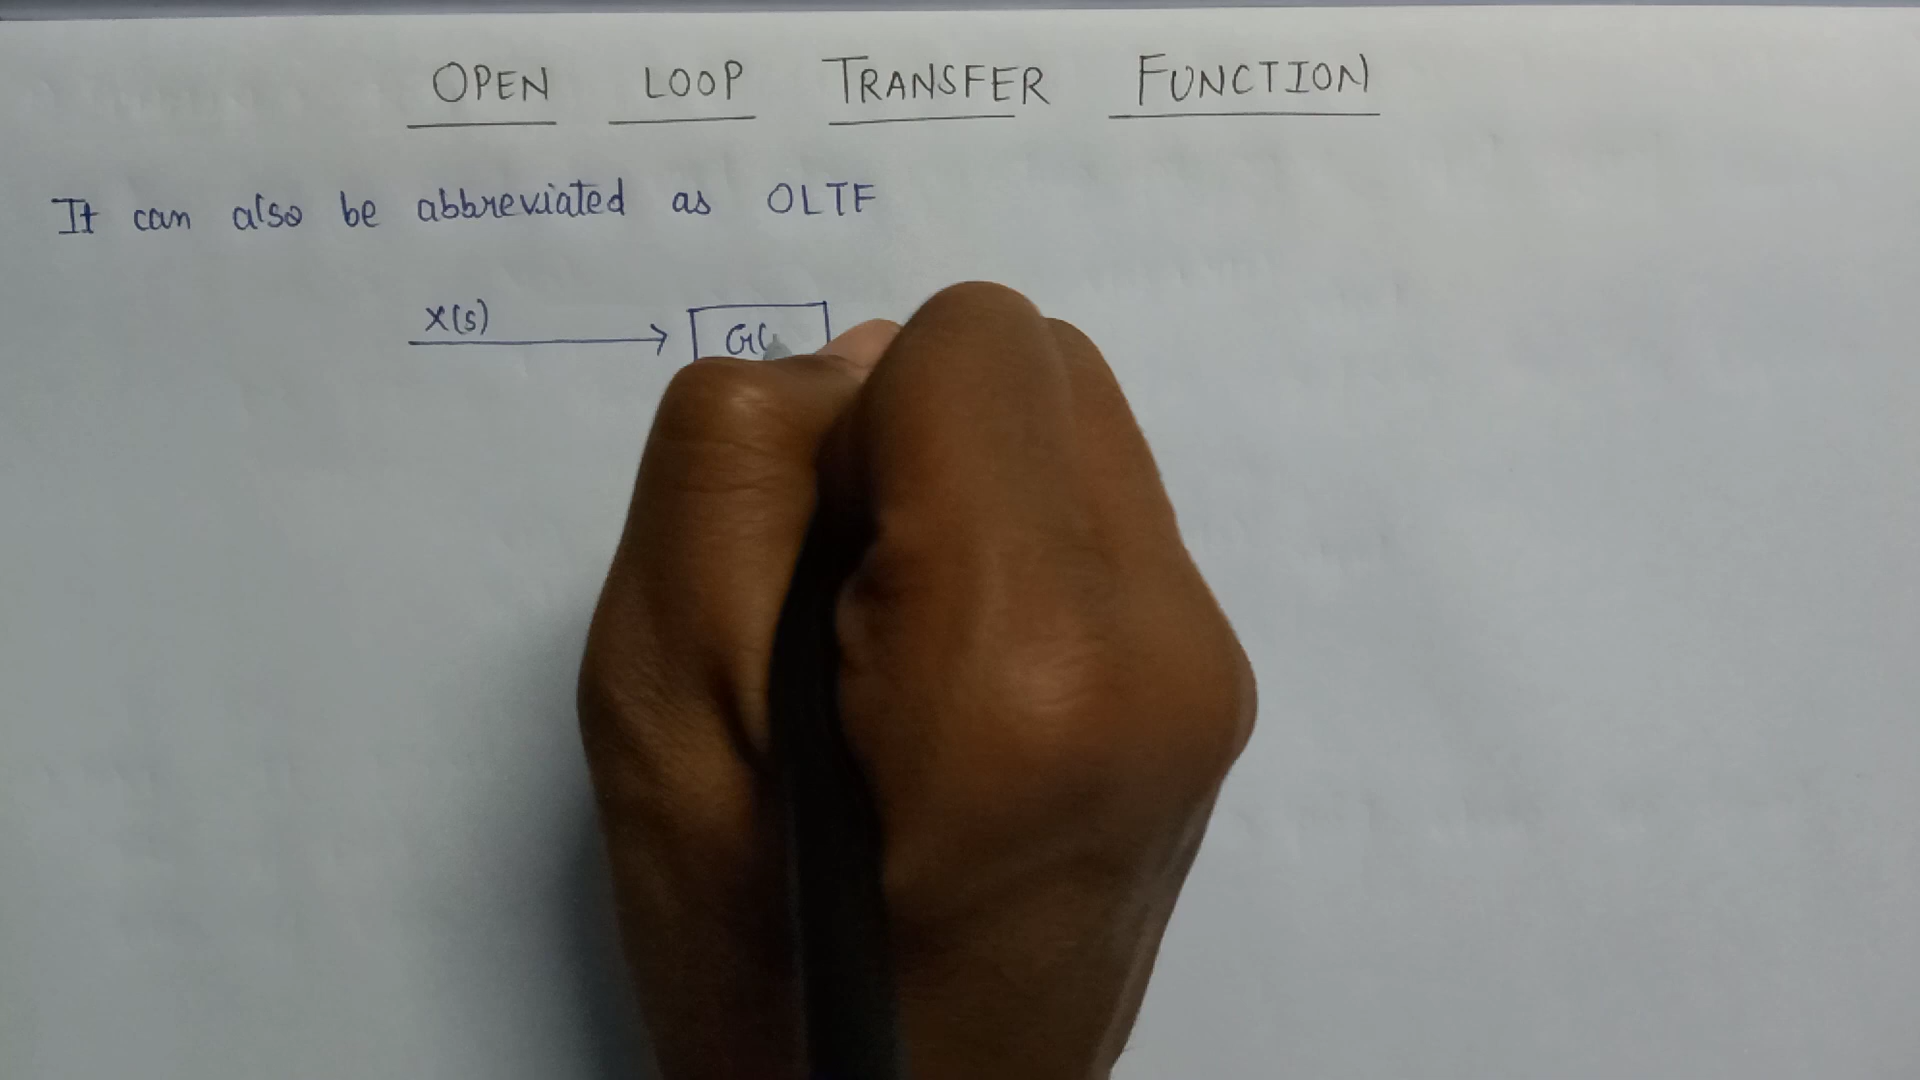 OPEN LOOP TRANSFER FUNCTION
It can also be abbreviated as OLTF
X(s)
G(